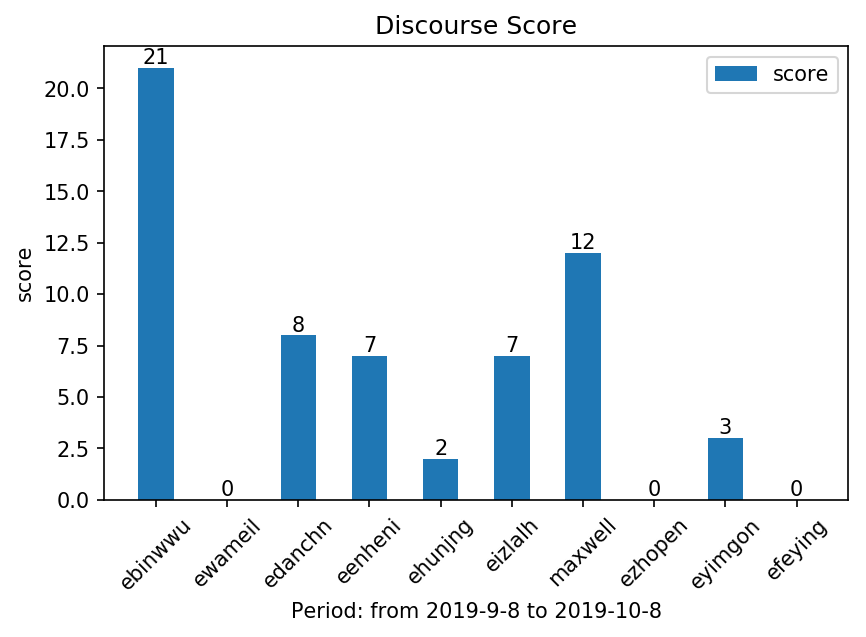 Discourse Score
score
score
20.0
17.5
15.0
12.5
10.0
7.5
5.0
2.5
0.0
21
0
8
7
2
7
12
0
3
0
ebinwwu
ewameil
edanchn
eenheni
ehunjng
eizlalh
maxwell
ezhopen
eyimgon
efeying
Period: from 2019-9-8 to 2019-10-8